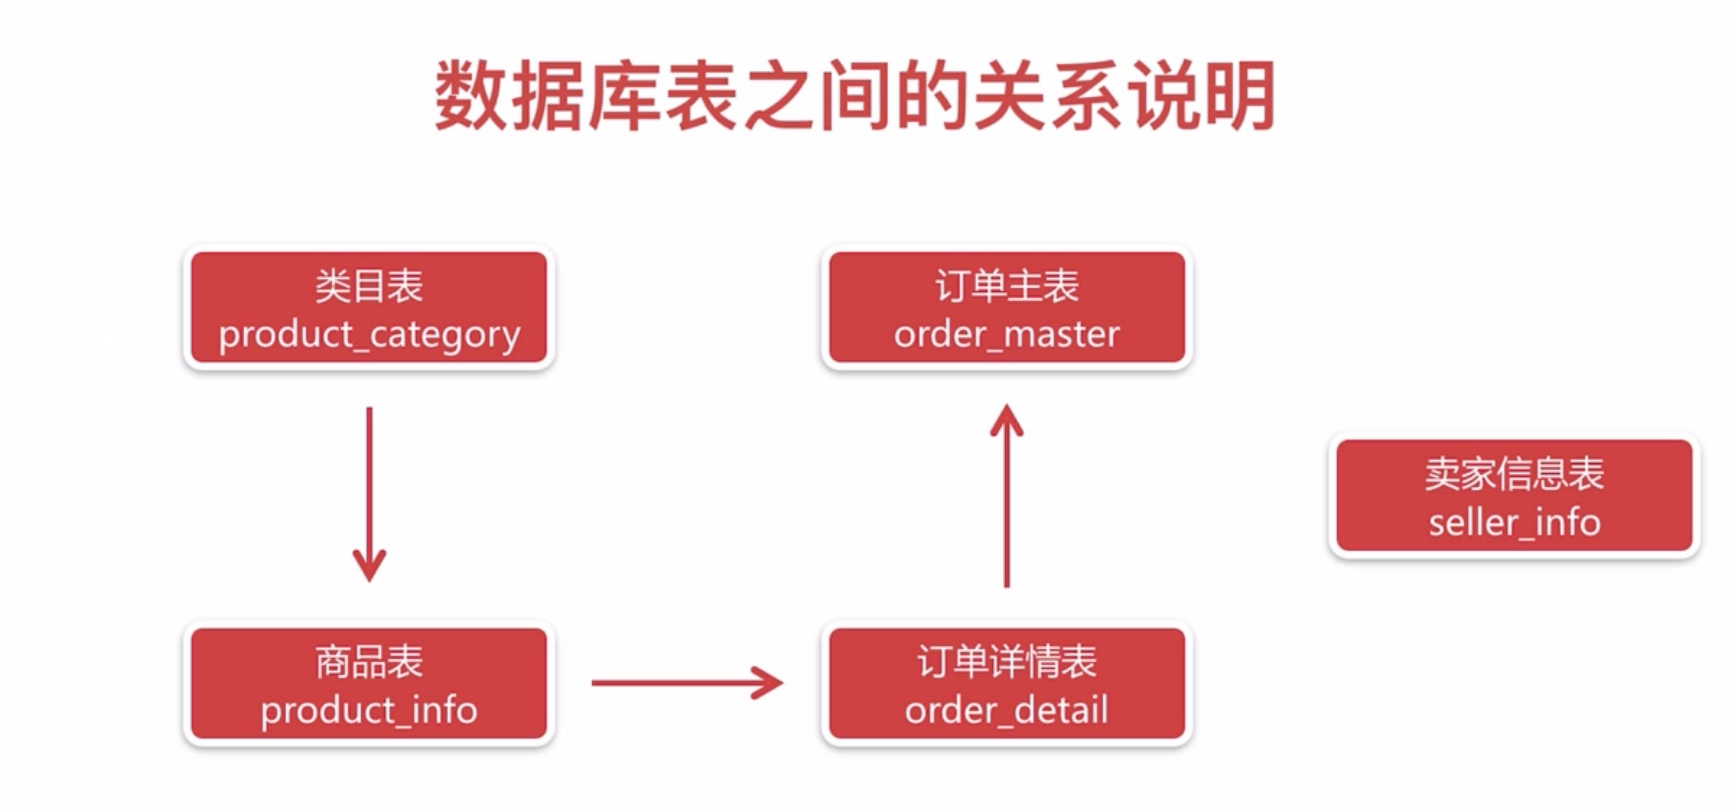 数据库表之间的关系说明
类目表
product_category
订单主表
order_master
卖家信息表
seller_info
商品表
product_info
订单详情表
order_detail